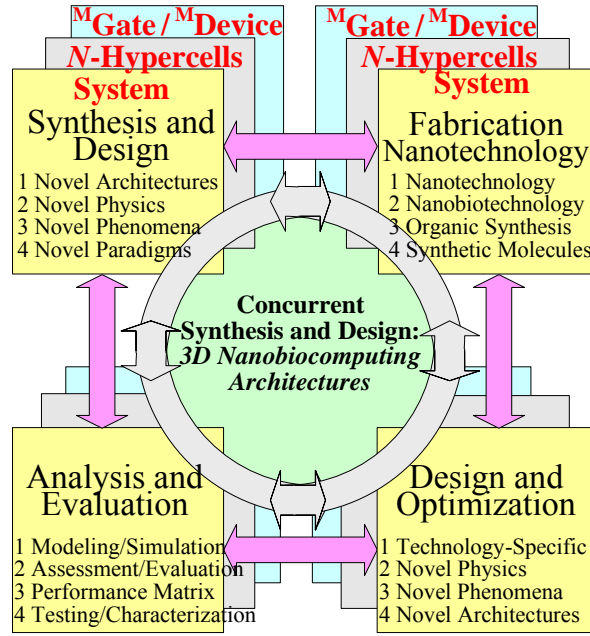 ᴹGate / ᴹDevice
N-Hypercells
System
Synthesis and
Design
1 Novel Architectures
2 Novel Physics
3 Novel Phenomena
4 Novel Paradigms
ᴹGate / ᴹDevice
N-Hypercells
System
Fabrication
Nanotechnology
1 Nanotechnology
2 Nanobiotechnology
3 Organic Synthesis
4 Synthetic Molecules
Concurrent
Synthesis and Design:
3D Nanobiocomputing
Architectures
Analysis and
Evaluation
1 Modeling/Simulation
2 Assessment/Evaluation
3 Performance Matrix
4 Testing/Characterization
Design and
Optimization
1 Technology-Specific
2 Novel Physics
3 Novel Phenomena
4 Novel Architectures